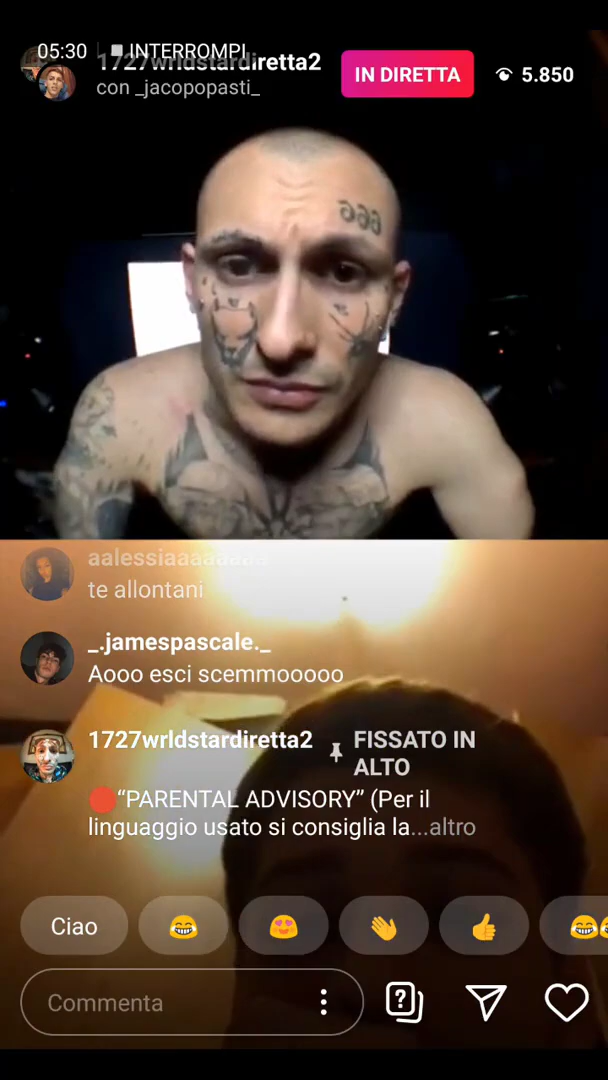 05:30 | INTERROMPI
1727wrldstardiretta2
con _jacopopasti_
IN DIRETTA
5.850
666
aalessiaaaaaaaa
te allontani
_.jamespascale._
Aooo esci scemmooooo
1727wrldstardiretta2
FISSATO IN
ALTO
🔴“PARENTAL ADVISORY” (Per il
linguaggio usato si consiglia la...altro
Ciao
Commenta